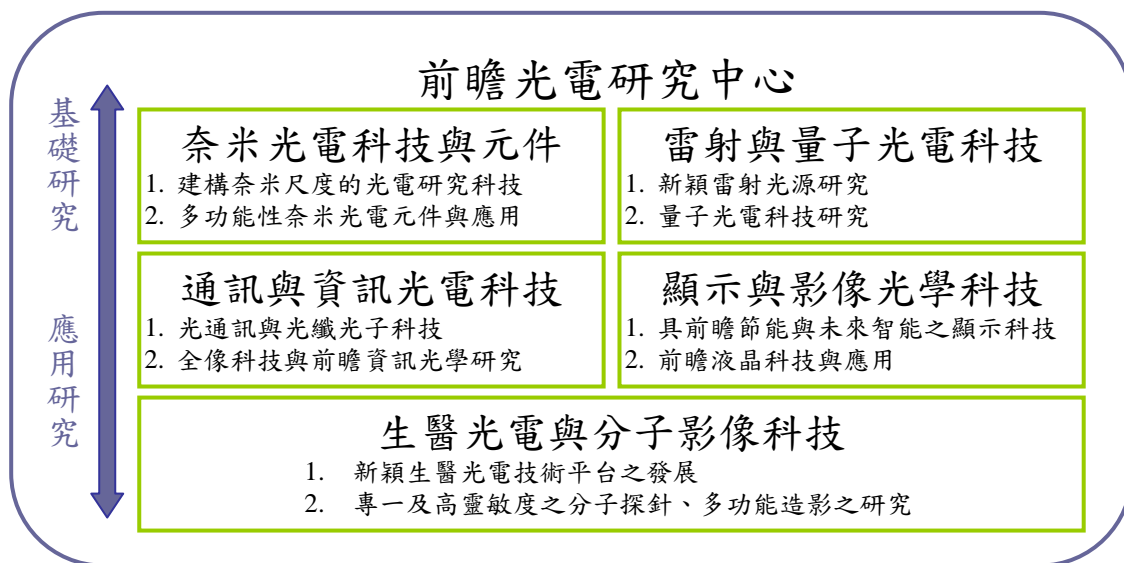 前瞻光電研究中心
基礎研究
奈米光電科技與元件
1. 建構奈米尺度的光電研究科技
2. 多功能性奈米光電元件與應用
雷射與量子光電科技
1. 新穎雷射光源研究
2. 量子光電科技研究
應用研究
通訊與資訊光電科技
1. 光通訊與光纖光子科技
2. 全像科技與前瞻資訊光學研究
顯示與影像光學科技
1. 具前瞻節能與未來智能之顯示科技
2. 前瞻液晶科技與應用
生醫光電與分子影像科技
1. 新穎生醫光電技術平台之發展
2. 專一及高靈敏度之分子探針、多功能造影之研究